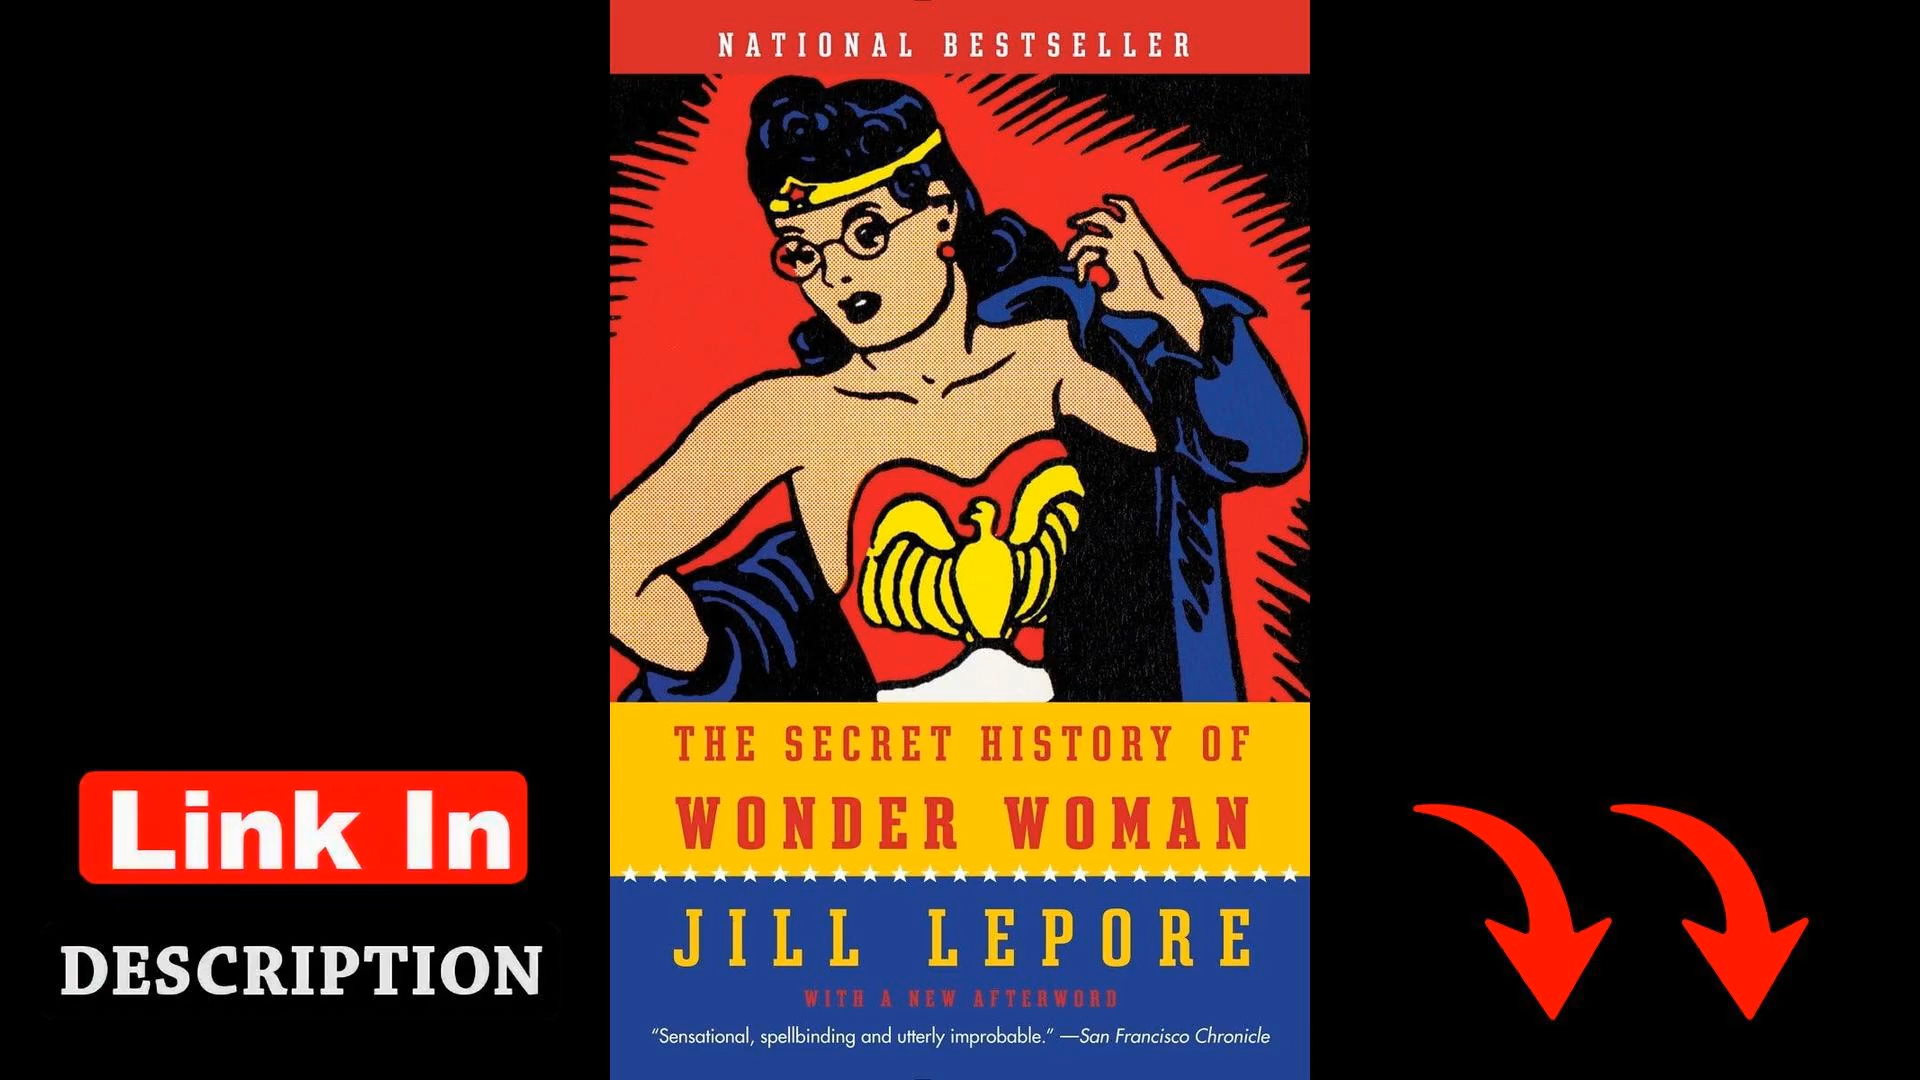 NATIONAL BESTSELLER
THE SECRET HISTORY OF
WONDER WOMAN
JILL LEPORE
WITH A NEW AFTERWORD
“Sensational, spellbinding and utterly improbable.” —San Francisco Chronicle
Link In
DESCRIPTION